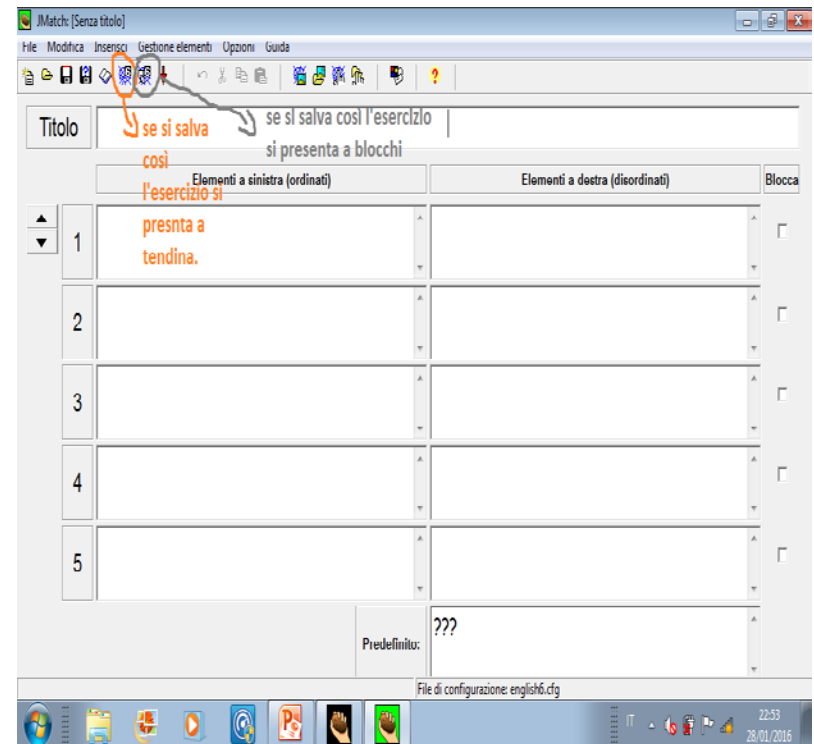 JMatch: [Senza titolo]
File Modifica Inserisci Gestione elementi Opzioni Guida
Titolo
se si salva
così
l'esercizio si
presnta a
tendina.
se si salva così l'esercizio
si presenta a blocchi
Elementi a sinistra (ordinati) Elementi a destra (disordinati) Blocca
1
2
3
4
5
Predefinito: ???
File di configurazione: english6.cfg
IT 22:53
28/01/2016